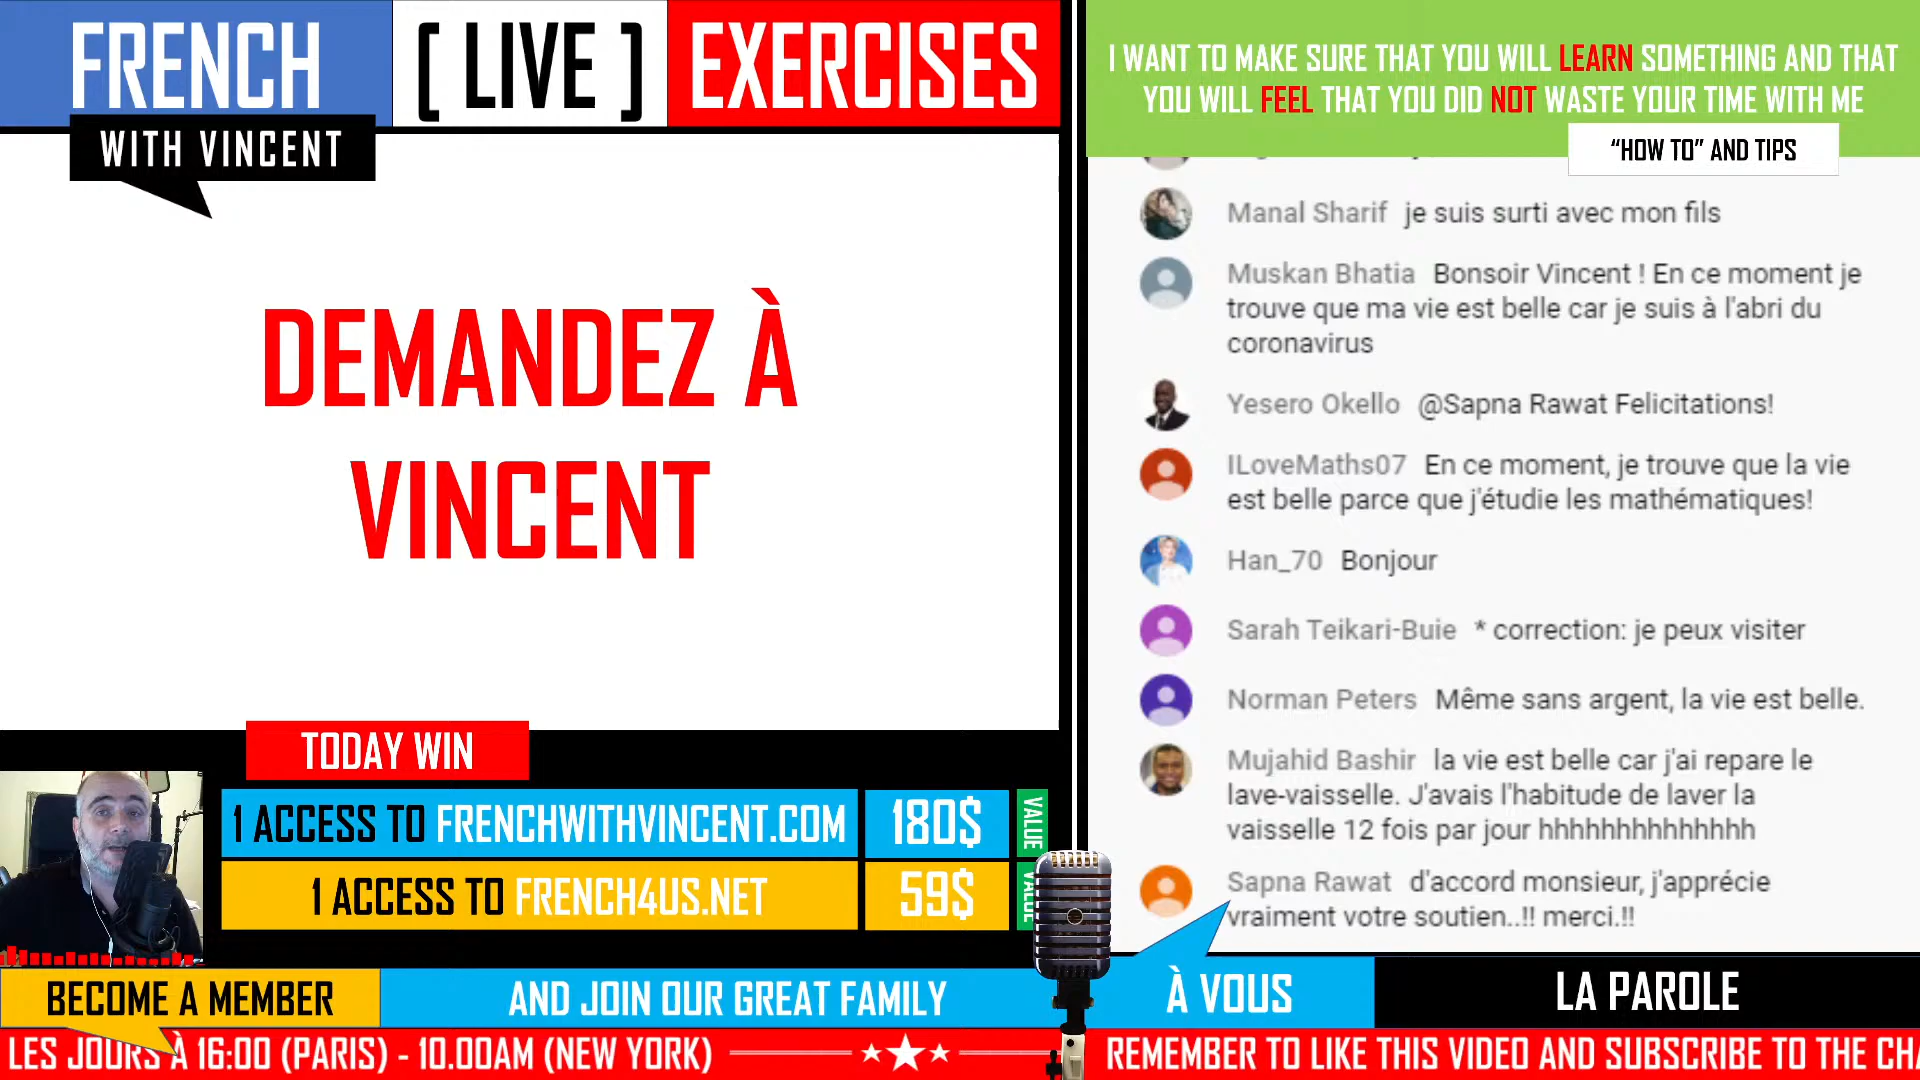 FRENCH [ LIVE ] EXERCISES
WITH VINCENT
DEMANDEZ À
VINCENT
TODAY WIN
1 ACCESS TO FRENCHWITHVINCENT.COM 180$ VALUE
1 ACCESS TO FRENCH4US.NET 59$ VALUE
BECOME A MEMBER AND JOIN OUR GREAT FAMILY
LES JOURS À 16:00 (PARIS) - 10.00AM (NEW YORK)
I WANT TO MAKE SURE THAT YOU WILL LEARN SOMETHING AND THAT
YOU WILL FEEL THAT YOU DID NOT WASTE YOUR TIME WITH ME
“HOW TO” AND TIPS
Manal Sharif je suis surti avec mon fils
Muskan Bhatia Bonsoir Vincent ! En ce moment je
trouve que ma vie est belle car je suis à l'abri du
coronavirus
Yesero Okello @Sapna Rawat Felicitations!
ILoveMaths07 En ce moment, je trouve que la vie
est belle parce que j'étudie les mathématiques!
Han_70 Bonjour
Sarah Teikari-Buie * correction: je peux visiter
Norman Peters Même sans argent, la vie est belle.
Mujahid Bashir la vie est belle car j'ai repare le
lave-vaisselle. J'avais l'habitude de laver la
vaisselle 12 fois par jour hhhhhhhhhhhhhhh
Sapna Rawat d'accord monsieur, j'apprécie
vraiment votre soutien..!! merci.!!
À VOUS LA PAROLE
REMEMBER TO LIKE THIS VIDEO AND SUBSCRIBE TO THE CHA